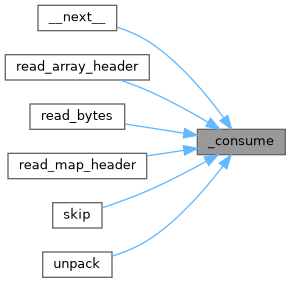 __next__
read_array_header
read_bytes
_consume
read_map_header
skip
unpack